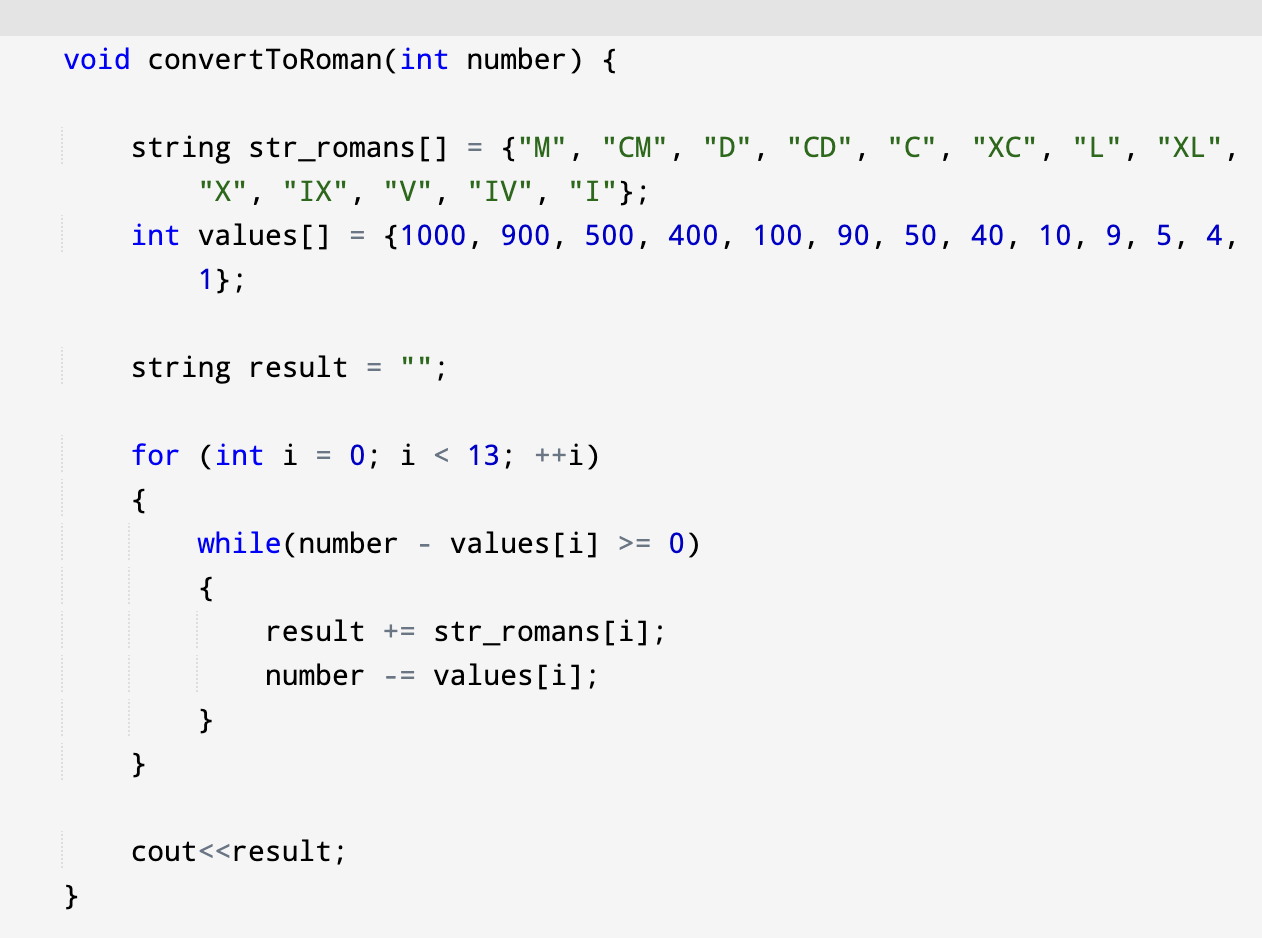 void convertToRoman(int number) {
string str_romans[] = {"M", "CM", "D", "CD", "C", "XC", "L", "XL",
"X", "IX", "V", "IV", "I"};
int values[] = {1000, 900, 500, 400, 100, 90, 50, 40, 10, 9, 5, 4,
1};
string result = "";
for (int i = 0; i < 13; ++i)
{
while(number - values[i] >= 0)
{
result += str_romans[i];
number -= values[i];
}
}
cout<<result;
}